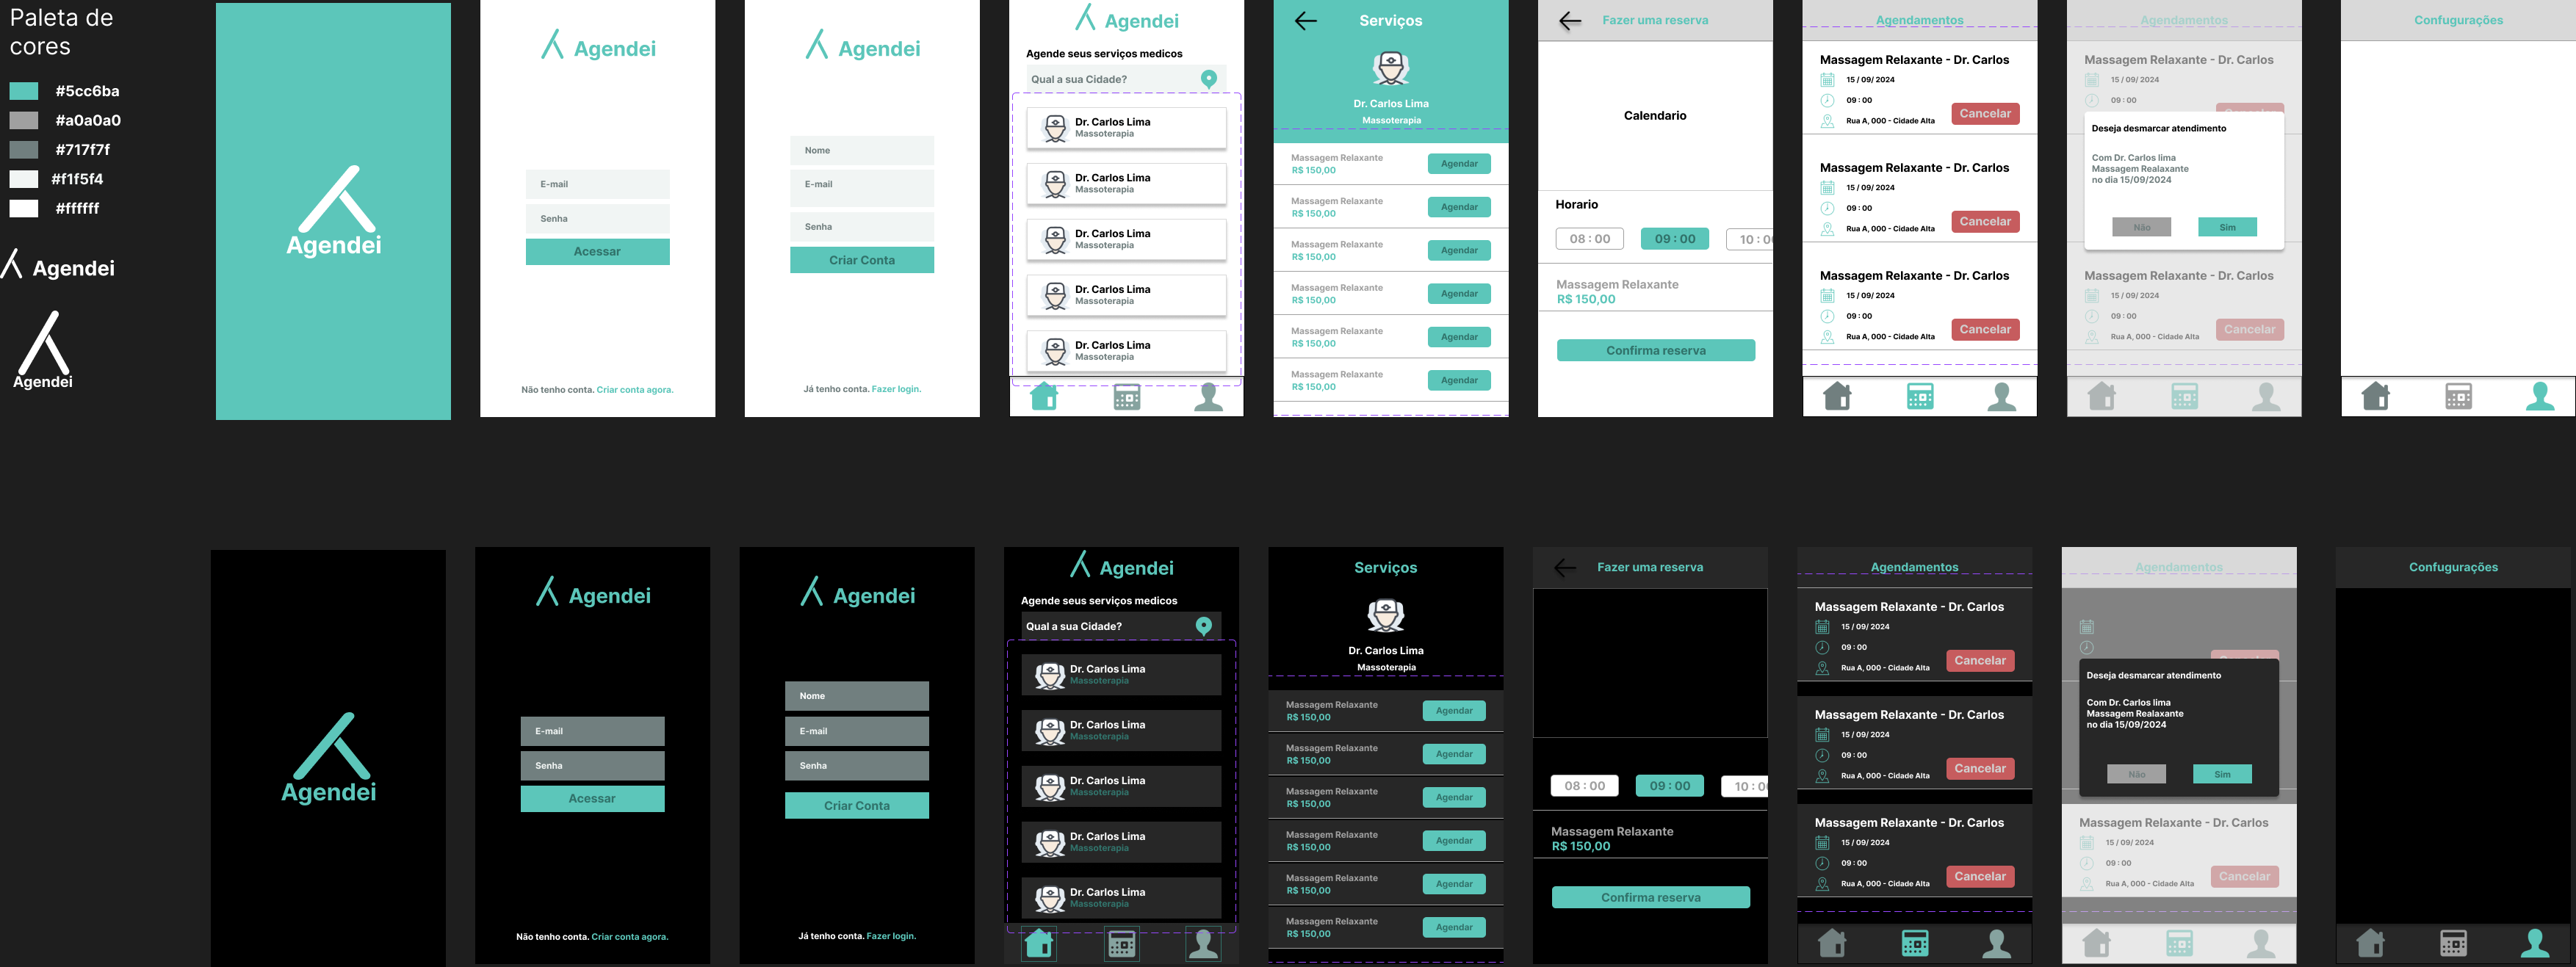 Paleta de
cores
#5cc6ba
#a0a0a0
#717f7f
#f1f5f4
#ffffff
Agendei
Agendei
Agendei
Agendei
E-mail
Senha
Acessar
Não tenho conta. Criar conta agora.
Agendei
Nome
E-mail
Senha
Criar Conta
Já tenho conta. Fazer login.
Agendei
Agende seus serviços medicos
Qual a sua Cidade?
Dr. Carlos Lima
Massoterapia
Dr. Carlos Lima
Massoterapia
Dr. Carlos Lima
Massoterapia
Dr. Carlos Lima
Massoterapia
Dr. Carlos Lima
Massoterapia
Serviços
Dr. Carlos Lima
Massoterapia
Massagem Relaxante
R$ 150,00
Agendar
Massagem Relaxante
R$ 150,00
Agendar
Massagem Relaxante
R$ 150,00
Agendar
Massagem Relaxante
R$ 150,00
Agendar
Massagem Relaxante
R$ 150,00
Agendar
Massagem Relaxante
R$ 150,00
Agendar
Fazer uma reserva
Calendario
Horario
08 : 00 09 : 00 10 : 00
Massagem Relaxante
R$ 150,00
Confirma reserva
Agendamentos
Massagem Relaxante - Dr. Carlos
15 / 09/ 2024
09 : 00
Rua A, 000 - Cidade Alta
Cancelar
Massagem Relaxante - Dr. Carlos
15 / 09/ 2024
09 : 00
Rua A, 000 - Cidade Alta
Cancelar
Massagem Relaxante - Dr. Carlos
15 / 09/ 2024
09 : 00
Rua A, 000 - Cidade Alta
Cancelar
Agendamentos
Massagem Relaxante - Dr. Carlos
15 / 09/ 2024
09 : 00
Cancelar
Deseja desmarcar atendimento
Com Dr. Carlos lima
Massagem Realaxante
no dia 15/09/2024
Não Sim
Massagem Relaxante - Dr. Carlos
15 / 09/ 2024
09 : 00
Rua A, 000 - Cidade Alta
Cancelar
Confugurações
Agendei
Agendei
E-mail
Senha
Acessar
Não tenho conta. Criar conta agora.
Agendei
Nome
E-mail
Senha
Criar Conta
Já tenho conta. Fazer login.
Agendei
Agende seus serviços medicos
Qual a sua Cidade?
Dr. Carlos Lima
Massoterapia
Dr. Carlos Lima
Massoterapia
Dr. Carlos Lima
Massoterapia
Dr. Carlos Lima
Massoterapia
Dr. Carlos Lima
Massoterapia
Serviços
Dr. Carlos Lima
Massoterapia
Massagem Relaxante
R$ 150,00
Agendar
Massagem Relaxante
R$ 150,00
Agendar
Massagem Relaxante
R$ 150,00
Agendar
Massagem Relaxante
R$ 150,00
Agendar
Massagem Relaxante
R$ 150,00
Agendar
Massagem Relaxante
R$ 150,00
Agendar
Fazer uma reserva
08 : 00 09 : 00 10 : 00
Massagem Relaxante
R$ 150,00
Confirma reserva
Agendamentos
Massagem Relaxante - Dr. Carlos
15 / 09/ 2024
09 : 00
Rua A, 000 - Cidade Alta
Cancelar
Massagem Relaxante - Dr. Carlos
15 / 09/ 2024
09 : 00
Rua A, 000 - Cidade Alta
Cancelar
Massagem Relaxante - Dr. Carlos
15 / 09/ 2024
09 : 00
Rua A, 000 - Cidade Alta
Cancelar
Agendamentos
Cancelar
Deseja desmarcar atendimento
Com Dr. Carlos lima
Massagem Realaxante
no dia 15/09/2024
Não Sim
Massagem Relaxante - Dr. Carlos
15 / 09/ 2024
09 : 00
Rua A, 000 - Cidade Alta
Cancelar
Confugurações